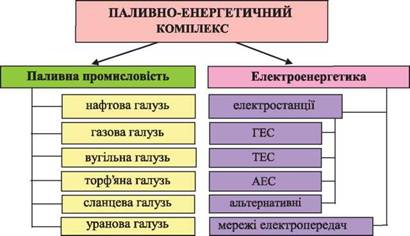 ПАЛИВНО-ЕНЕРГЕТИЧНИЙ
КОМПЛЕКС
Паливна промисловість
нафтова галузь
газова галузь
вугільна галузь
торф'яна галузь
сланцева галузь
уранова галузь
Електроенергетика
електростанції
ГЕС
ТЕС
АЕС
альтернативні
мережі електропередач